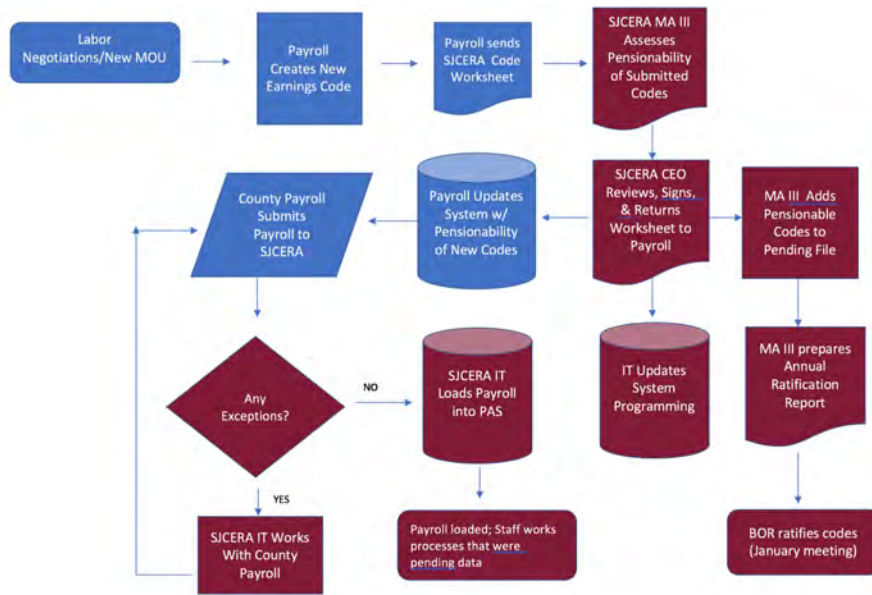 Labor
Negotiations/New MOU
Payroll
Creates New
Earnings Code
Payroll sends
SJCERA Code
Worksheet
SJCERA MA III
Assesses
Pensionability
of Submitted
Codes
County Payroll
Submits
Payroll to
SJCERA
Payroll Updates
System w/
Pensionability
of New Codes
SJCERA CEO
Reviews, Signs,
& Returns
Worksheet to
Payroll
MA III Adds
Pensionable
Codes to
Pending File
Any
Exceptions?
NO
SJCERA IT
Loads Payroll
into PAS
IT Updates
System
Programming
MA III prepares
Annual
Ratification
Report
YES
SJCERA IT Works
With County
Payroll
Payroll loaded; Staff works
processes that were
pending data
BOR ratifies codes
(January meeting)